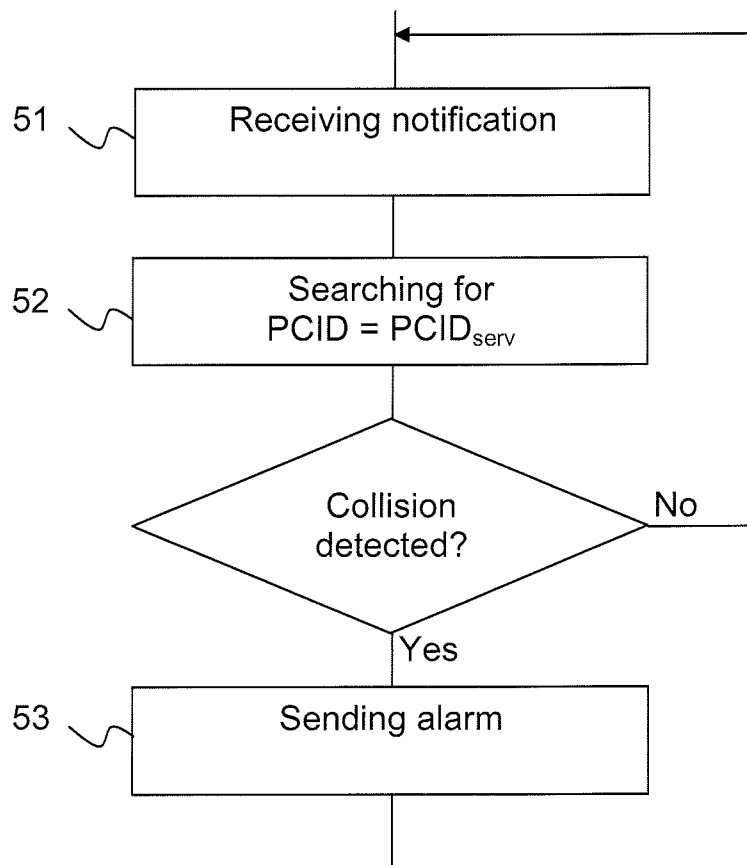 51
Receiving notification
52
Searching for
PCID = PCIDserv
Collision
detected?
No
Yes
53
Sending alarm